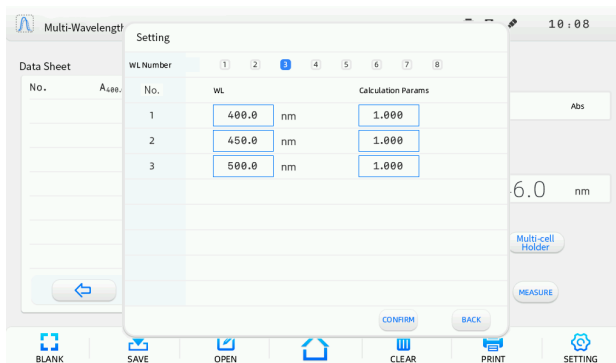 Multi-Wavelength
10:08
Setting
Data Sheet
WL Number 1 2 3 4 5 6 7 8
No.
No. WL Calculation Params
Abs
1 400.0 nm 1.000
2 450.0 nm 1.000
3 500.0 nm 1.000
6.0 nm
Multi-cell
Holder
MEASURE
CONFIRM BACK
BLANK SAVE OPEN CLEAR PRINT SETTING